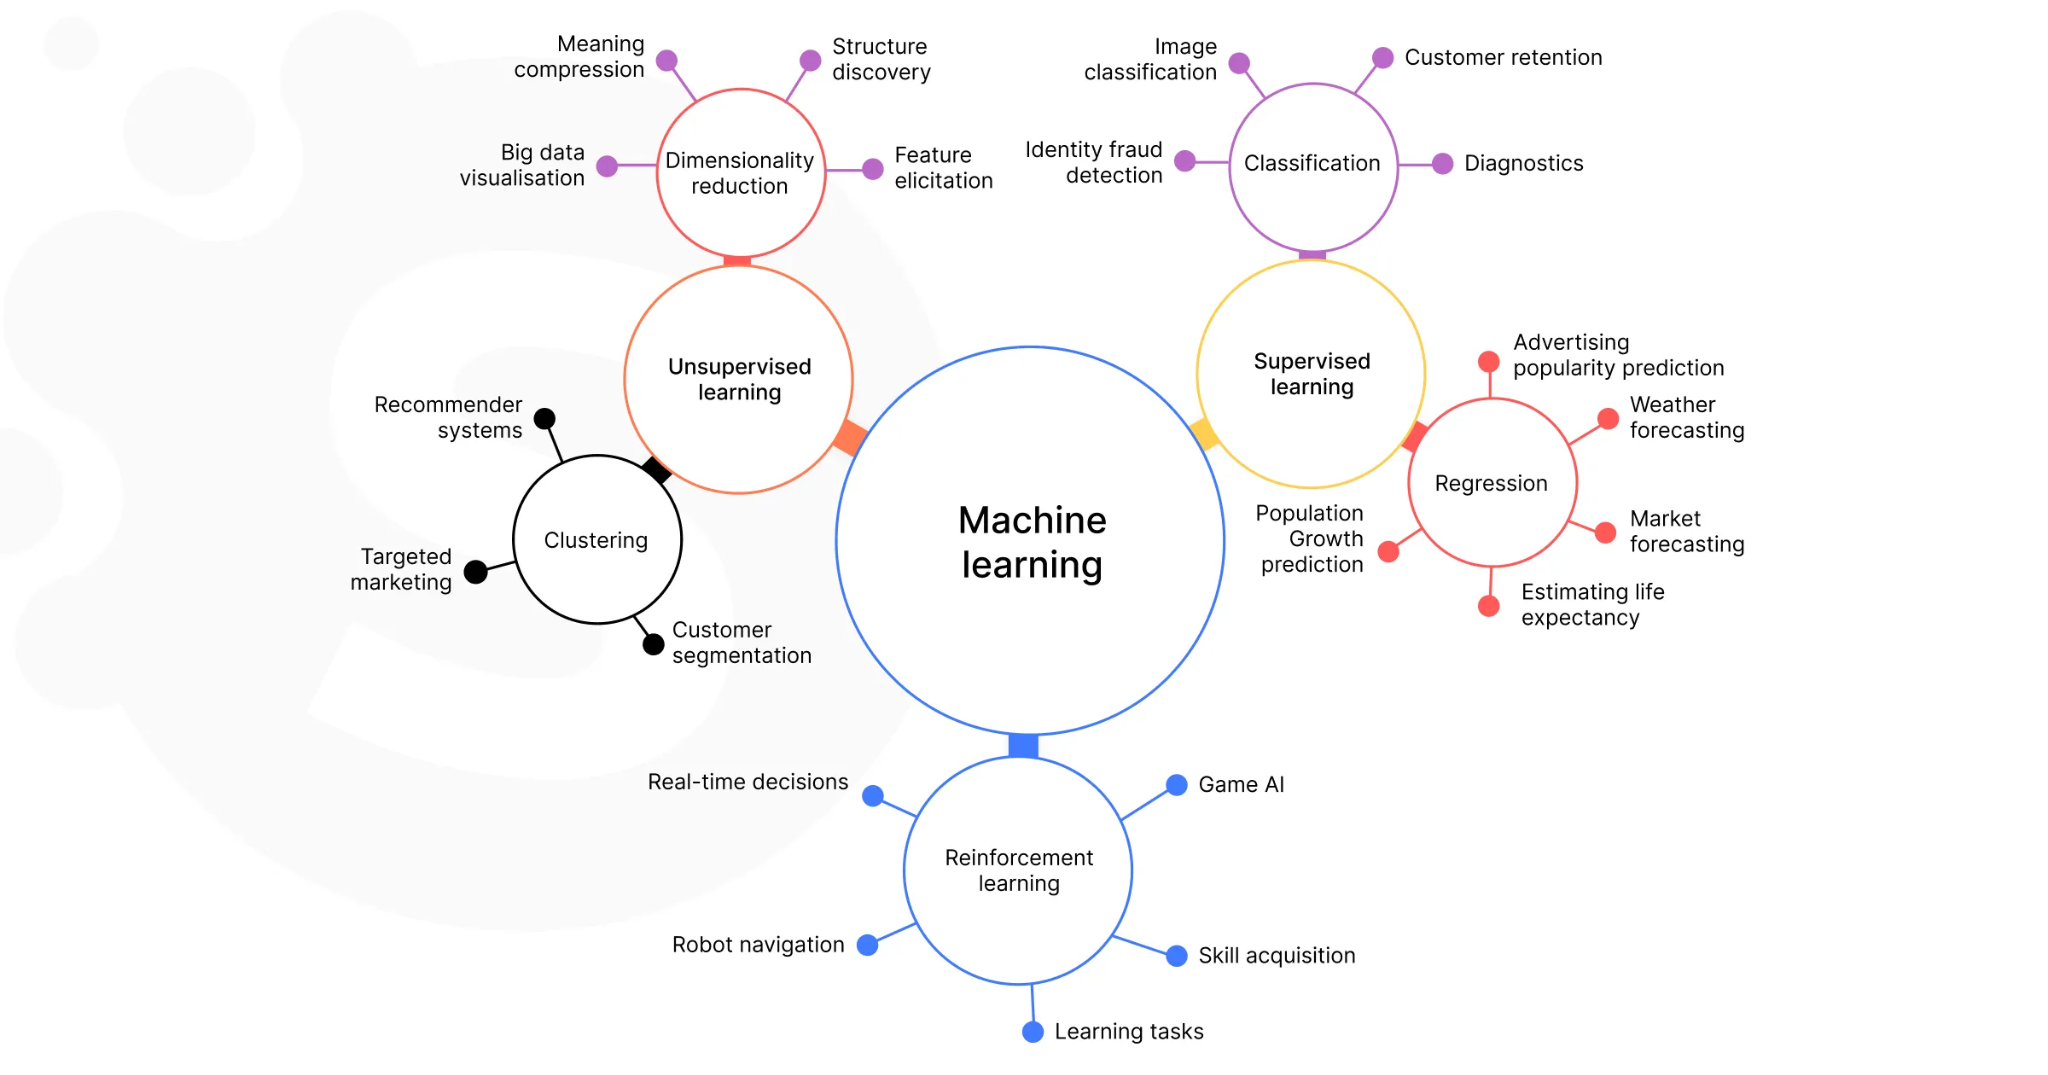 Meaning
compression
Structure
discovery
Big data
visualisation
Dimensionality
reduction
Feature
elicitation
Image
classification
Customer retention
Identity fraud
detection
Classification
Diagnostics
Unsupervised
learning
Supervised
learning
Recommender
systems
Clustering
Targeted
marketing
Customer
segmentation
Machine
learning
Advertising
popularity prediction
Weather
forecasting
Regression
Population
Growth
prediction
Market
forecasting
Estimating life
expectancy
Real-time decisions
Game AI
Reinforcement
learning
Robot navigation
Skill acquisition
Learning tasks